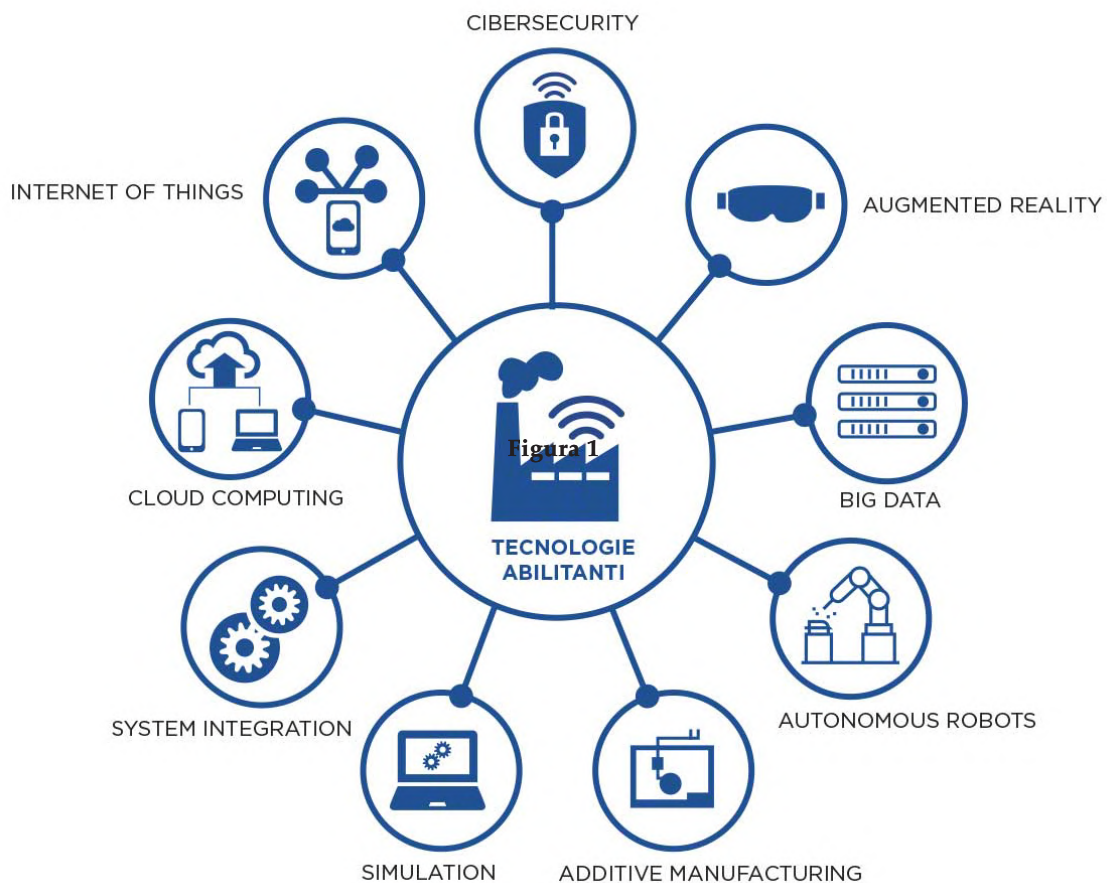 CIBERSECURITY
INTERNET OF THINGS
AUGMENTED REALITY
Figura 1
CLOUD COMPUTING
BIG DATA
TECNOLOGIE
ABILITANTI
SYSTEM INTEGRATION
AUTONOMOUS ROBOTS
SIMULATION
ADDITIVE MANUFACTURING